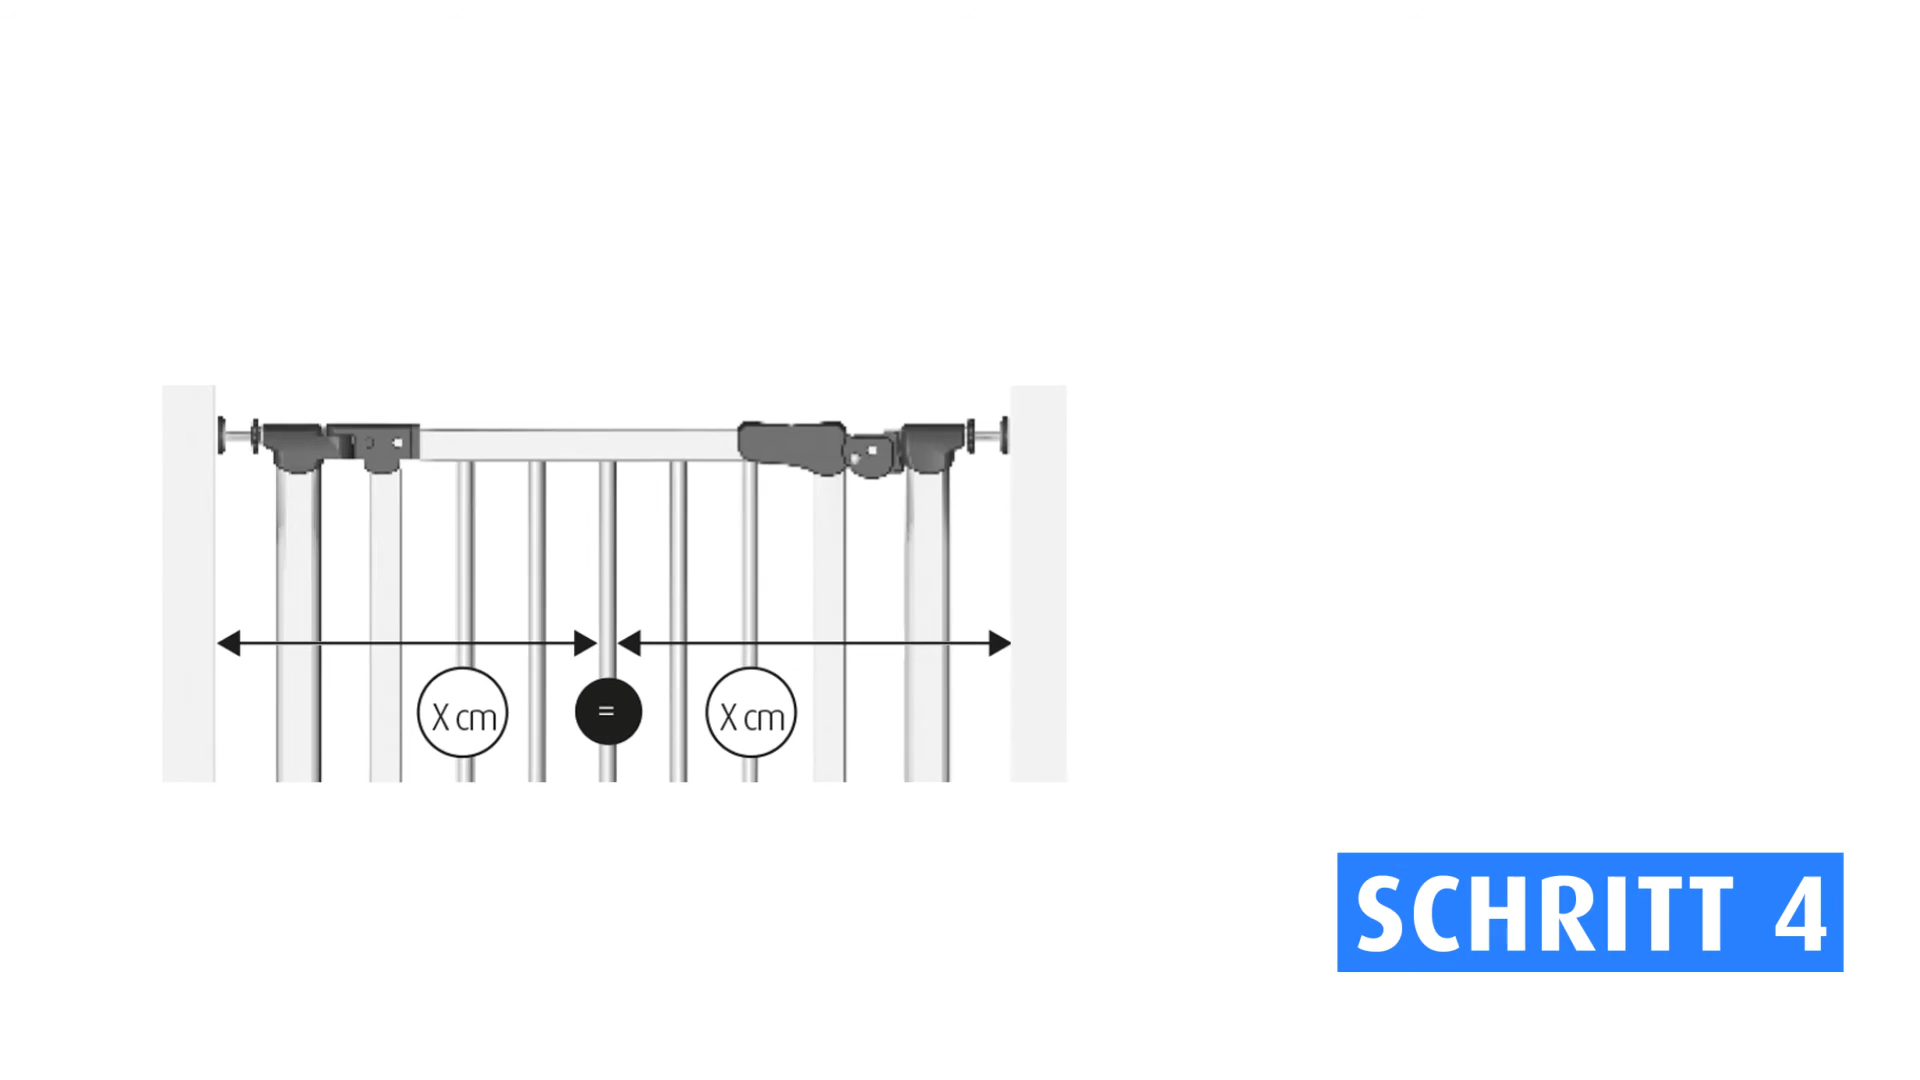 X cm = X cm
SCHRITT 4